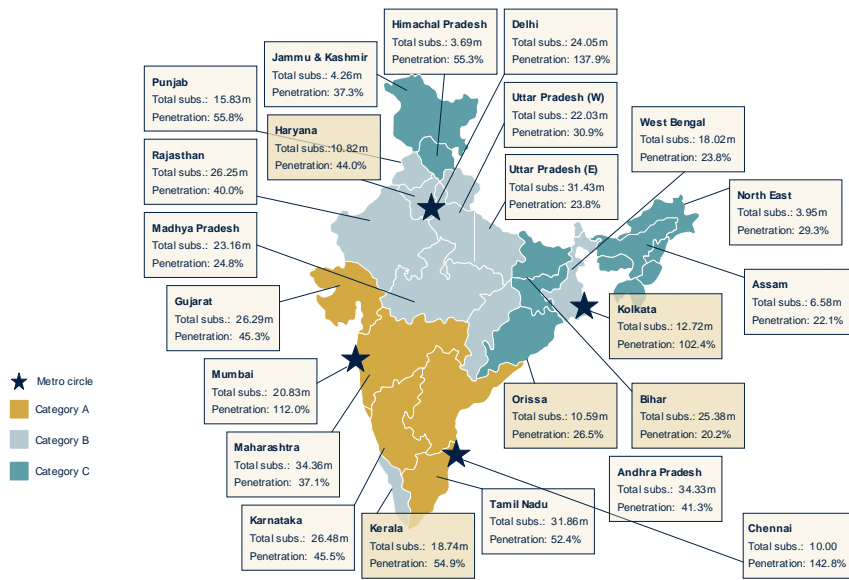 Himachal Pradesh
Total subs.: 3.69m
Penetration: 55.3%
Delhi
Total subs.: 24.05m
Penetration: 137.9%
Jammu & Kashmir
Total subs.: 4.26m
Penetration: 37.3%
Punjab
Total subs.: 15.83m
Penetration: 55.8%
Uttar Pradesh (W)
Total subs.: 22.03m
Penetration: 30.9%
Haryana
Total subs.:10.82m
Penetration: 44.0%
West Bengal
Total subs.: 18.02m
Penetration: 23.8%
Rajasthan
Total subs.: 26.25m
Penetration: 40.0%
Uttar Pradesh (E)
Total subs.: 31.43m
Penetration: 23.8%
North East
Total subs.: 3.95m
Penetration: 29.3%
Madhya Pradesh
Total subs.: 23.16m
Penetration: 24.8%
Assam
Total subs.: 6.58m
Penetration: 22.1%
Gujarat
Total subs.: 26.29m
Penetration: 45.3%
Kolkata
Total subs.: 12.72m
Penetration: 102.4%
Mumbai
Total subs.: 20.83m
Penetration: 112.0%
Metro circle
Category A
Category B
Category C
Orissa
Total subs.: 10.59m
Penetration: 26.5%
Bihar
Total subs.: 25.38m
Penetration: 20.2%
Maharashtra
Total subs.: 34.36m
Penetration: 37.1%
Andhra Pradesh
Total subs.: 34.33m
Penetration: 41.3%
Tamil Nadu
Total subs.: 31.86m
Penetration: 52.4%
Karnataka
Total subs.: 26.48m
Penetration: 45.5%
Kerala
Total subs.: 18.74m
Penetration: 54.9%
Chennai
Total subs.: 10.00
Penetration: 142.8%